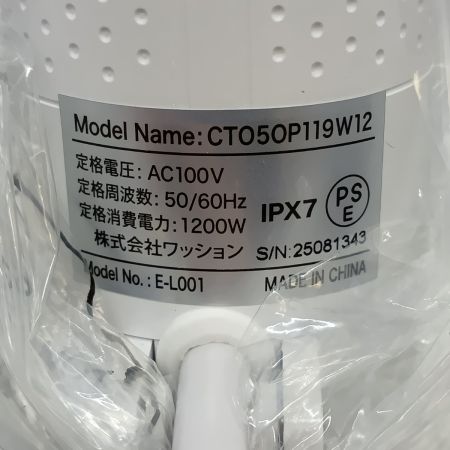 Model Name: CTO50P119W12
定格電圧: AC100V
定格周波数: 50/60Hz
定格消費電力: 1200W
IPX7
PSE
株式会社ワッション
S/N: 25081343
Model No.: E-L001
MADE IN CHINA